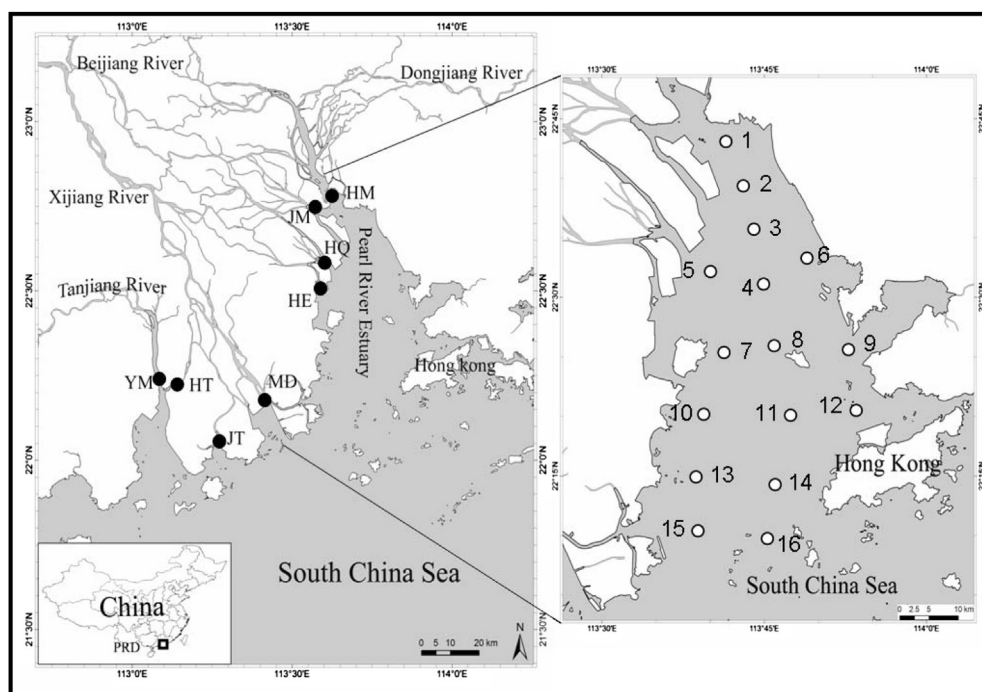 113°0'E
113°30'E
114°0'E
Beijiang River
Dongjiang River
23°0'N
Xijiang River
HM
JM
HQ
HE
Pearl River Estuary
22°30'N
Tanjiang River
Hong kong
YM
HT
MD
JT
22°0'N
South China Sea
China
PRD
21°30'N
N
0 5 10 20 km
113°0'E
113°30'E
114°0'E
113°30'E
113°45'E
114°0'E
22°45'N
1
2
3
6
5
4
22°30'N
7
8
9
10
11
12
Hong Kong
22°15'N
13
14
15
16
South China Sea
0 2.5 5 10 km
113°30'E
113°45'E
114°0'E